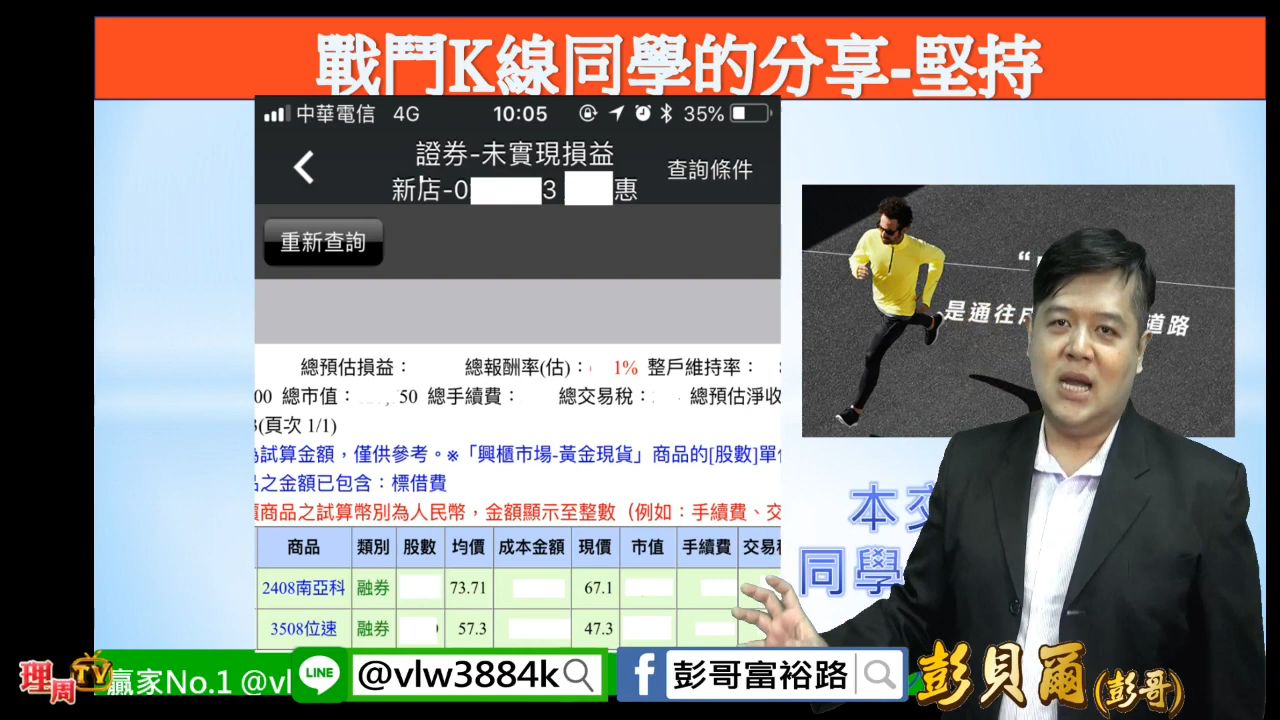 戰鬥K線同學的分享-堅持
中華電信 4G 10:05 35%
證券-未實現損益
新店-0 3 惠
查詢條件
重新查詢
總預估損益： 總報酬率(估)： 1% 整戶維持率：
00 總市值： 50 總手續費： 總交易稅： 總預估淨收
(頁次 1/1)
試算金額，僅供參考。※「興櫃市場-黃金現貨」商品的[股數]單
之金額已包含：標借費
商品之試算幣別為人民幣，金額顯示至整數（例如：手續費、交
商品 類別 股數 均價 成本金額 現價 市值 手續費 交易
2408南亞科 融券 73.71 67.1
3508位速 融券 57.3 47.3
“
是通往 道路
本交
同學
理周TV
贏家No.1 @vl
LINE @vlw3884k
f 彭哥富裕路
彭貝爾(彭哥)